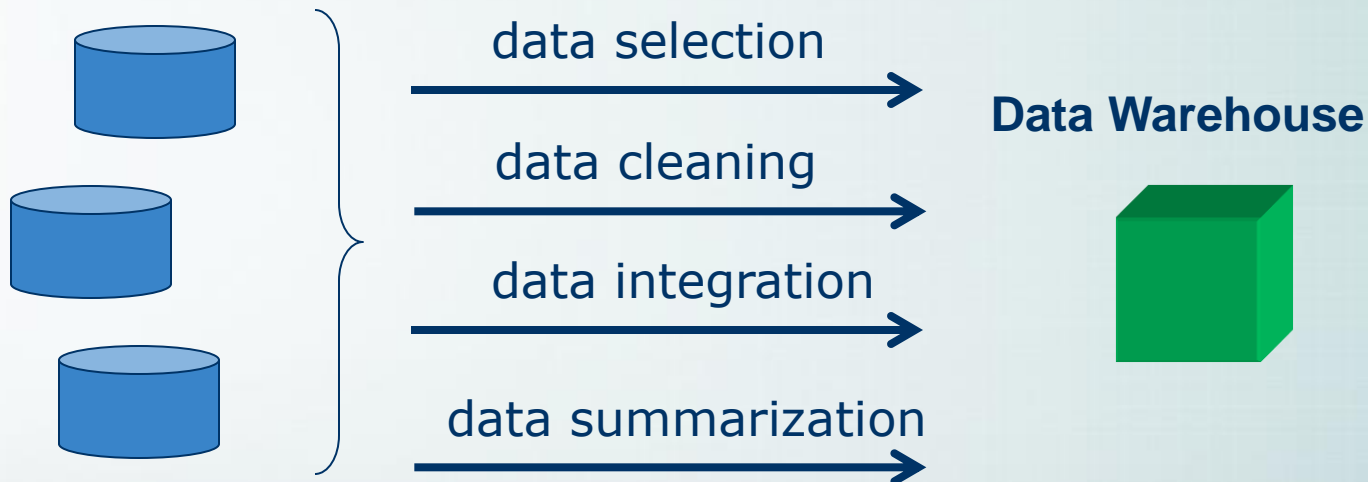 data selection
Data Warehouse
data cleaning
data integration
data summarization